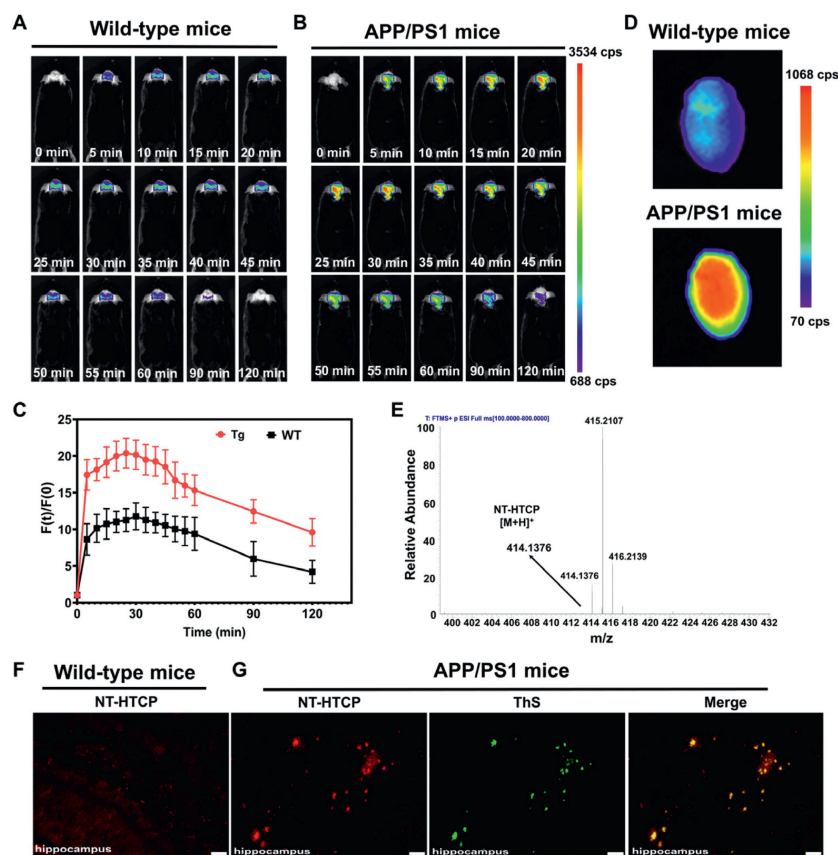 A
Wild-type mice
0 min 5 min 10 min 15 min 20 min
25 min 30 min 35 min 40 min 45 min
50 min 55 min 60 min 90 min 120 min
B
APP/PS1 mice
0 min 5 min 10 min 15 min 20 min
25 min 30 min 35 min 40 min 45 min
50 min 55 min 60 min 90 min 120 min
3534 cps
688 cps
D
Wild-type mice
APP/PS1 mice
1068 cps
70 cps
C
F(t)/F(0)
25
20
15
10
5
0
Tg WT
0 30 60 90 120
Time (min)
E
T: FTMS+ p ESI Full ms[100.0000-800.0000]
Relative Abundance
100
80
60
40
20
0
415.2107
NT-HTCP
[M+H]+
414.1376
414.1376
416.2139
400 402 404 406 408 410 412 414 416 418 420 422 424 426 428 430 432
m/z
F
Wild-type mice
NT-HTCP
hippocampus
G
APP/PS1 mice
NT-HTCP ThS Merge
hippocampus hippocampus hippocampus